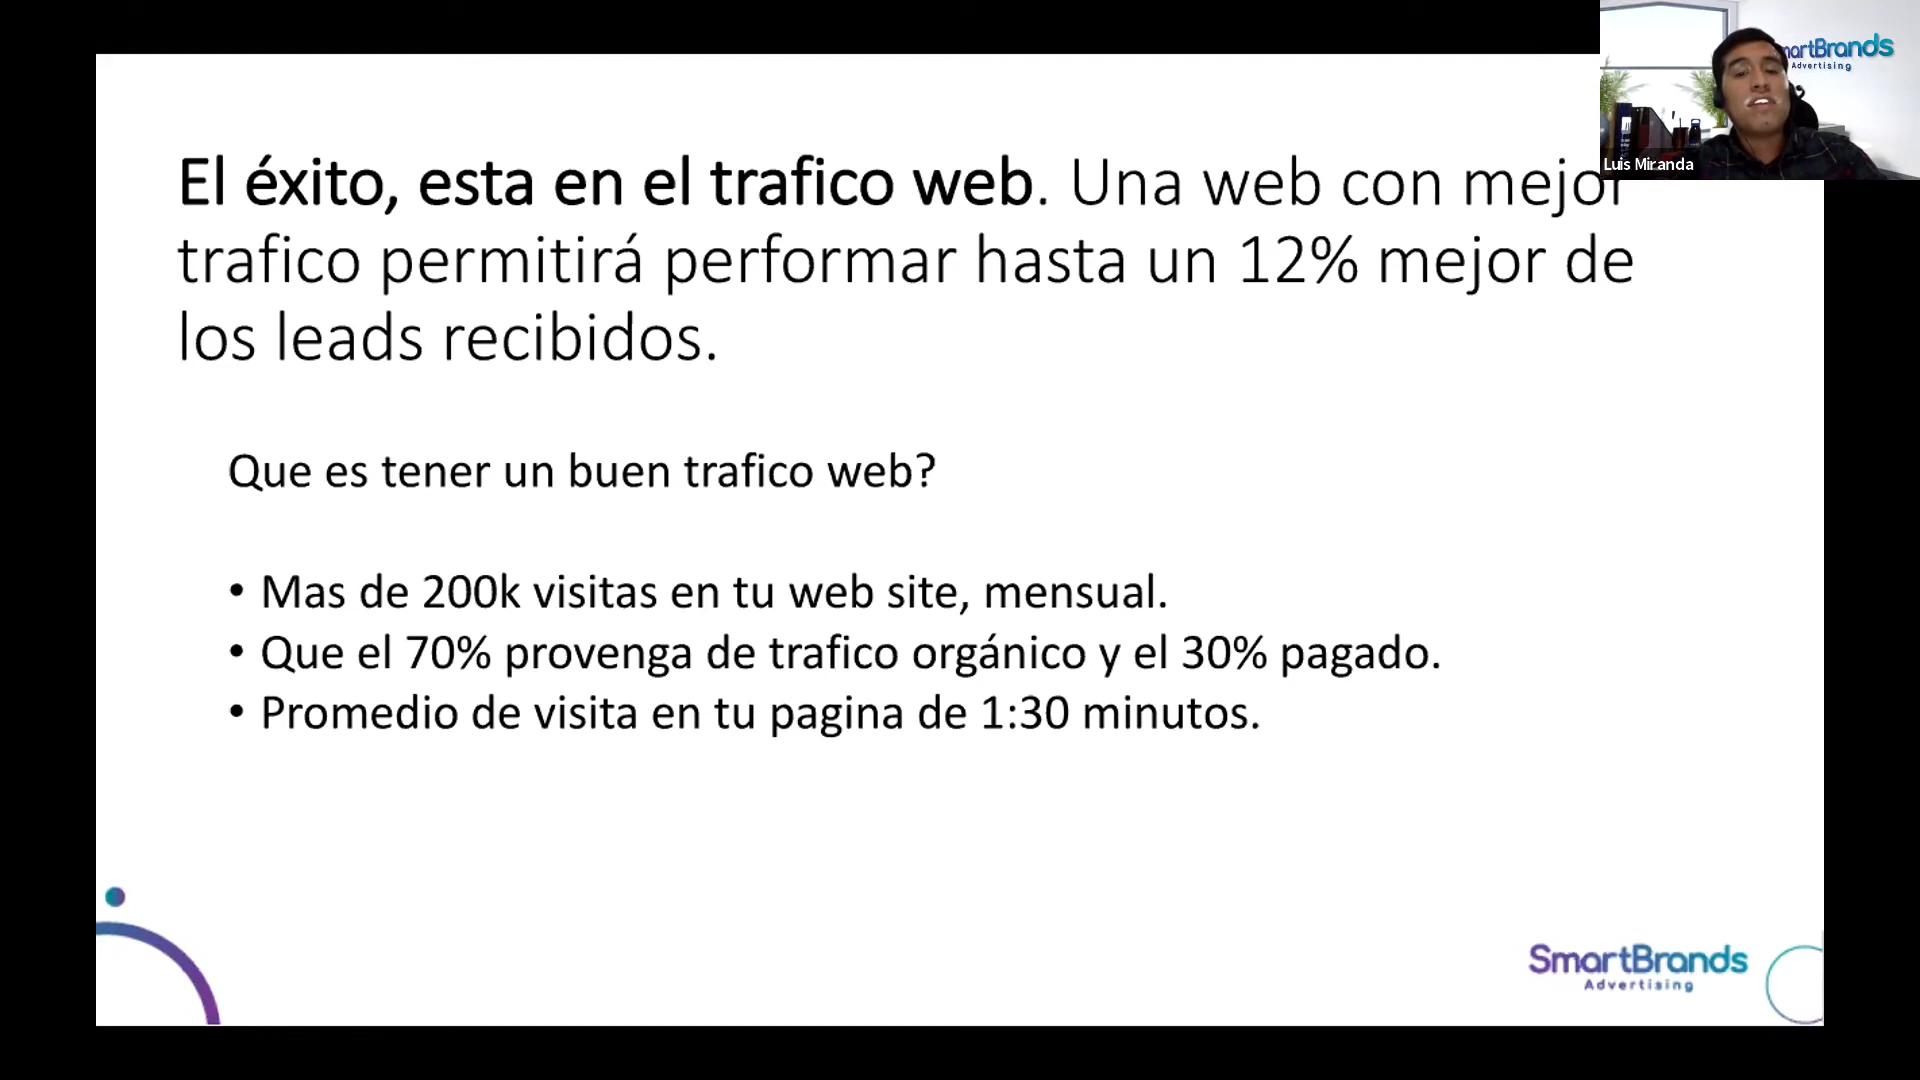 martBrands
Advertising
Luis Miranda
El éxito, esta en el trafico web. Una web con mejor
trafico permitirá performar hasta un 12% mejor de
los leads recibidos.
Que es tener un buen trafico web?
• Mas de 200k visitas en tu web site, mensual.
• Que el 70% provenga de trafico orgánico y el 30% pagado.
• Promedio de visita en tu pagina de 1:30 minutos.
SmartBrands
Advertising